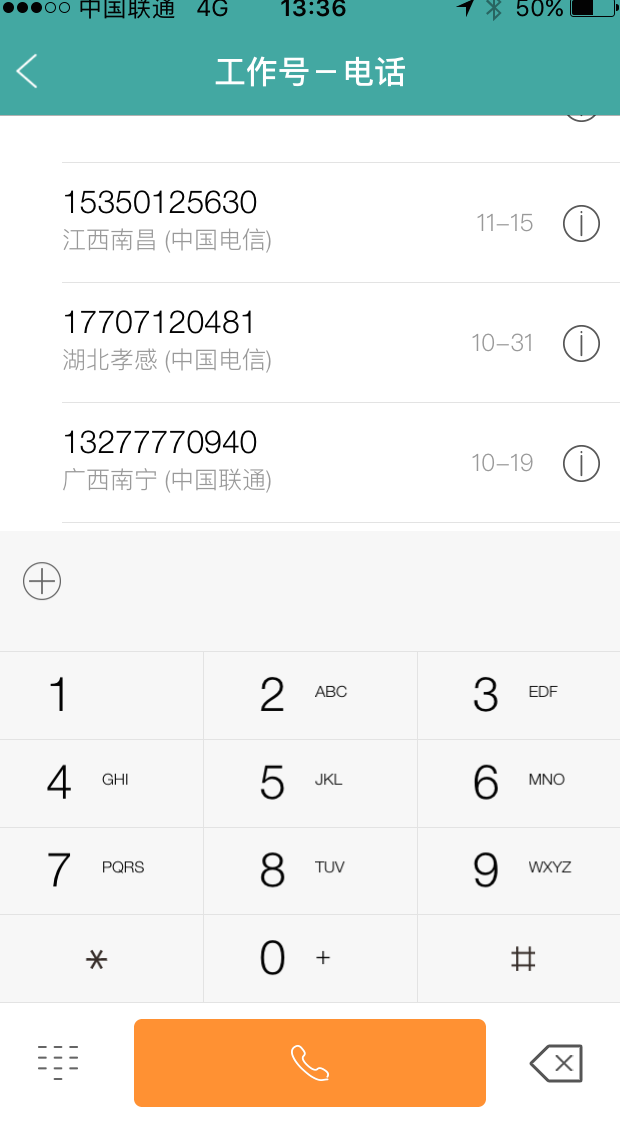 中国联通 4G 13:36 50%
工作号－电话
15350125630
江西南昌 (中国电信)
11-15
17707120481
湖北孝感 (中国电信)
10-31
13277770940
广西南宁 (中国联通)
10-19
1 2 ABC 3 EDF
4 GHI 5 JKL 6 MNO
7 PQRS 8 TUV 9 WXYZ
* 0 + #